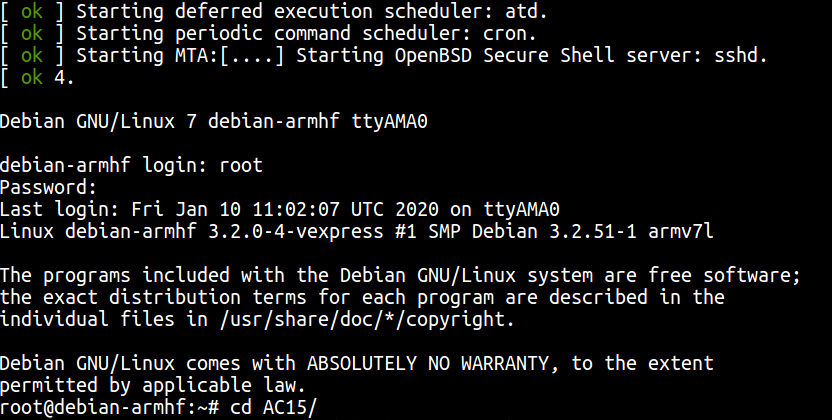 [ ok ] Starting deferred execution scheduler: atd.
[ ok ] Starting periodic command scheduler: cron.
[ ok ] Starting MTA:[....] Starting OpenBSD Secure Shell server: sshd.
[ ok 4.
Debian GNU/Linux 7 debian-armhf ttyAMA0
debian-armhf login: root
Password:
Last login: Fri Jan 10 11:02:07 UTC 2020 on ttyAMA0
Linux debian-armhf 3.2.0-4-vexpress #1 SMP Debian 3.2.51-1 armv7l
The programs included with the Debian GNU/Linux system are free software;
the exact distribution terms for each program are described in the
individual files in /usr/share/doc/*/copyright.
Debian GNU/Linux comes with ABSOLUTELY NO WARRANTY, to the extent
permitted by applicable law.
root@debian-armhf:~# cd AC15/